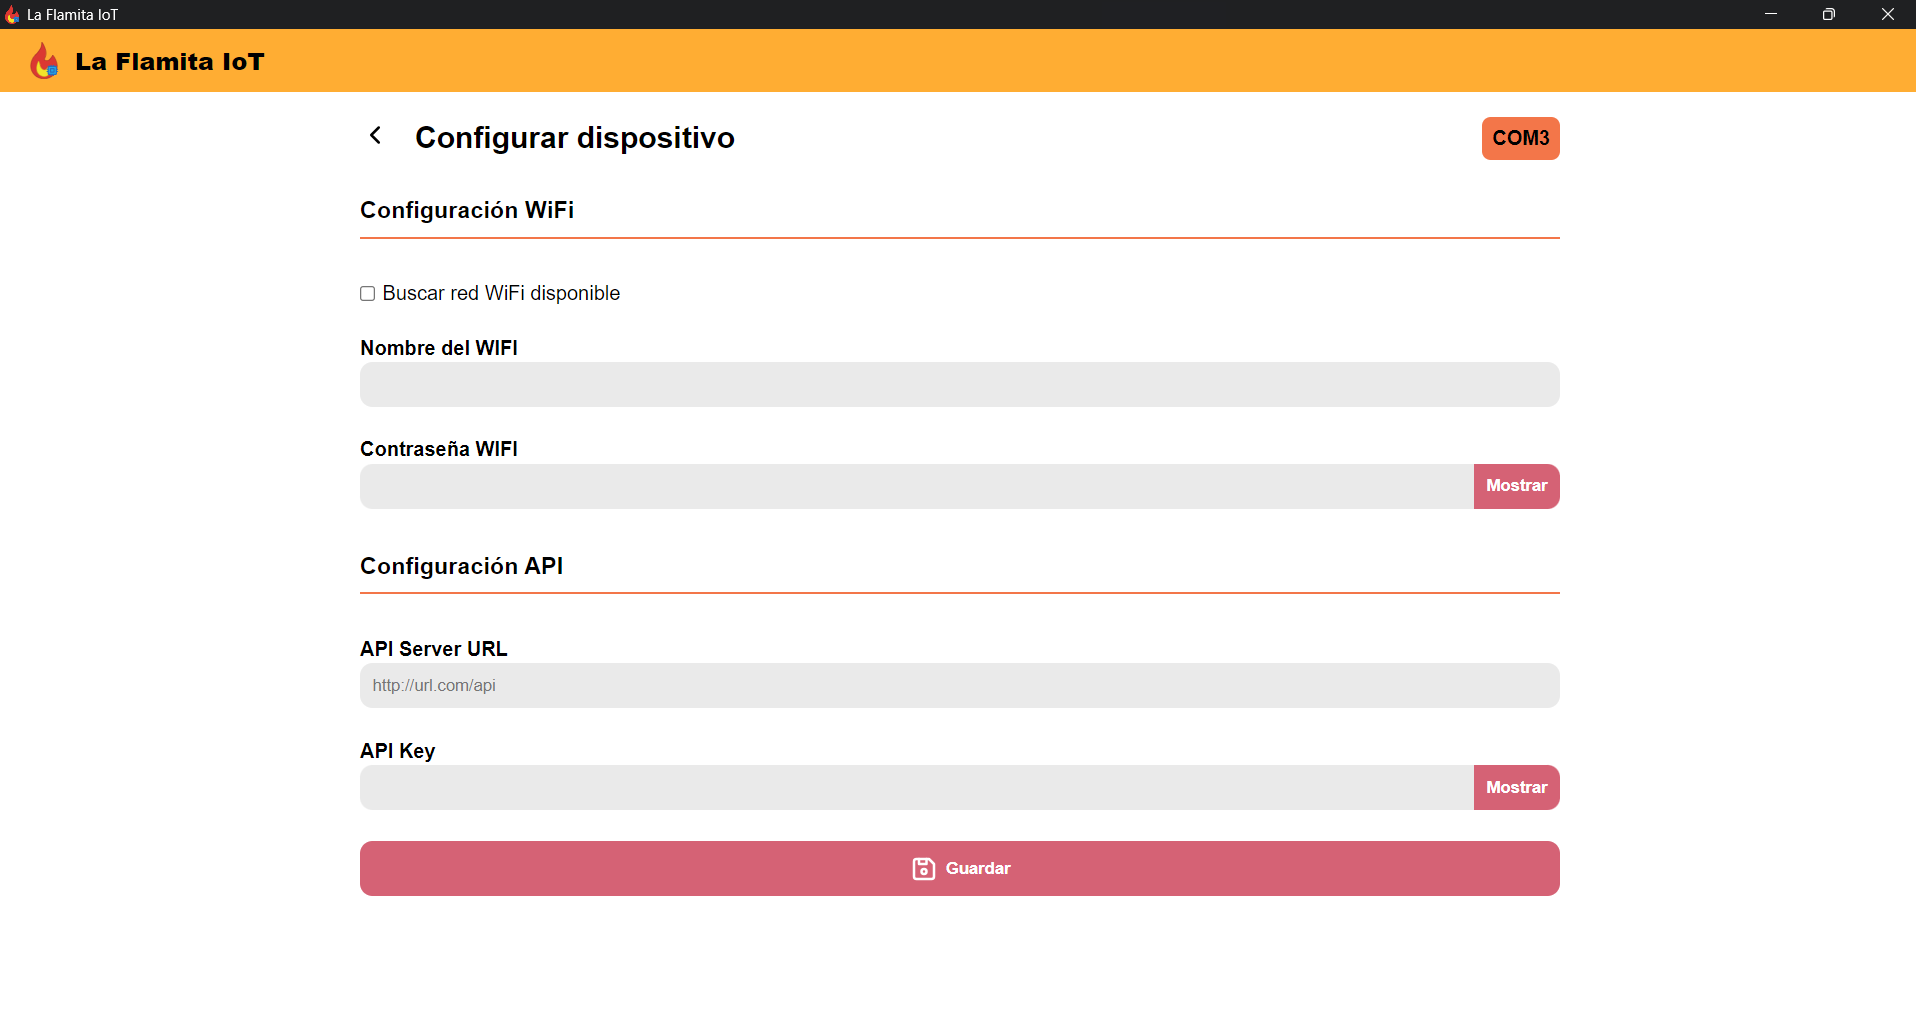 La Flamita IoT
La Flamita IoT
Configurar dispositivo
COM3
Configuración WiFi
Buscar red WiFi disponible
Nombre del WIFI
Contraseña WIFI
Mostrar
Configuración API
API Server URL
http://url.com/api
API Key
Mostrar
Guardar